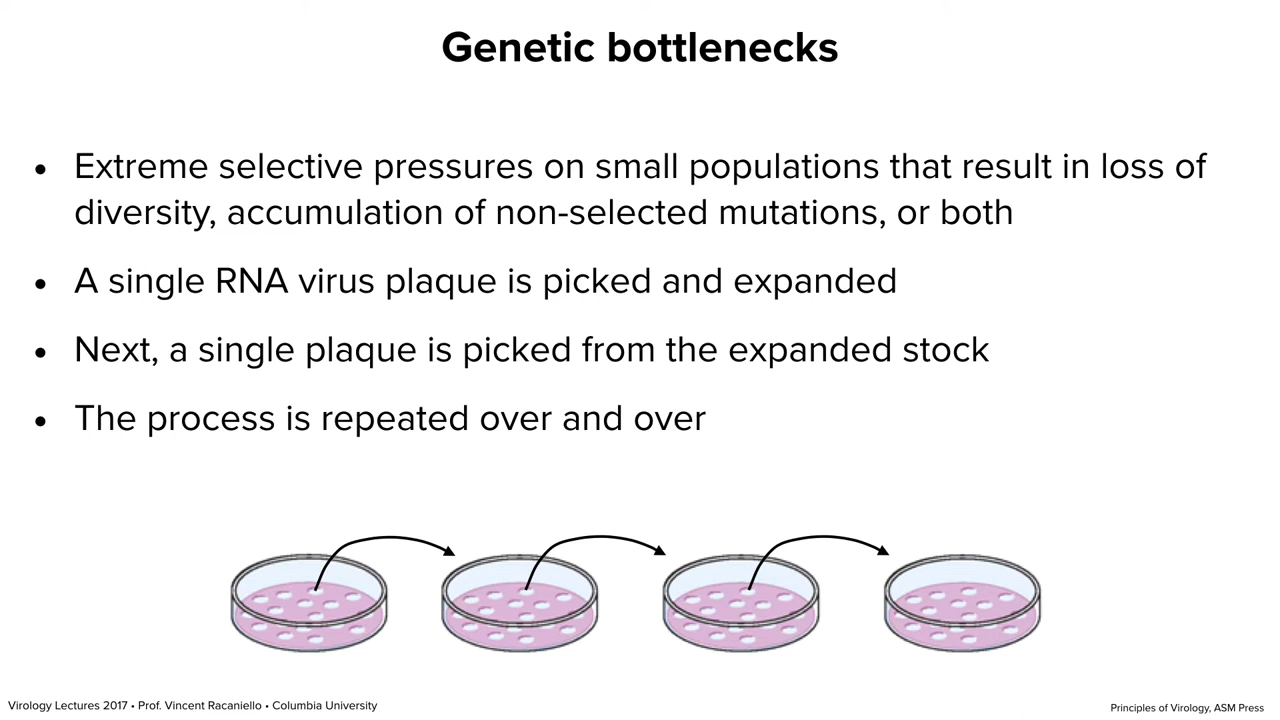 Genetic bottlenecks
• Extreme selective pressures on small populations that result in loss of
diversity, accumulation of non-selected mutations, or both
• A single RNA virus plaque is picked and expanded
• Next, a single plaque is picked from the expanded stock
• The process is repeated over and over
Virology Lectures 2017 • Prof. Vincent Racaniello • Columbia University
Principles of Virology, ASM Press